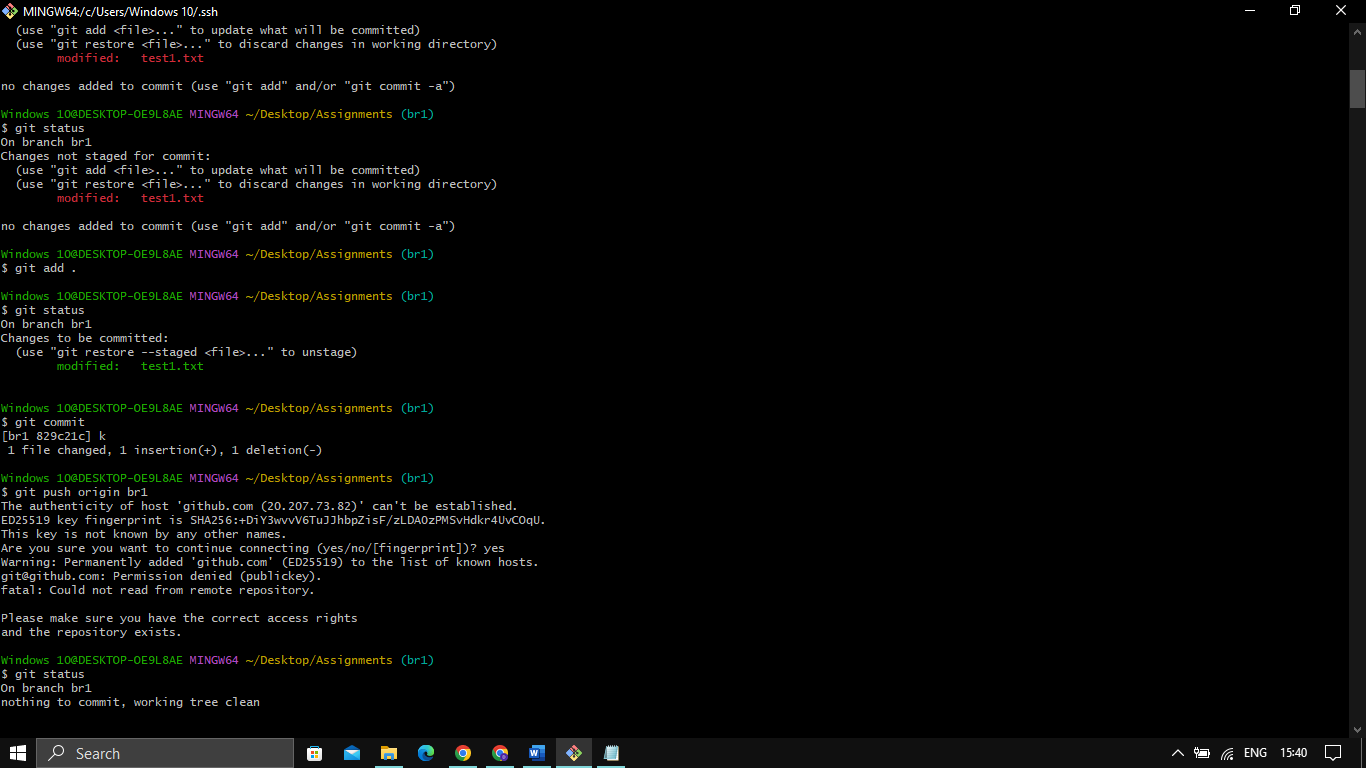 MINGW64:/c/Users/Windows 10/.ssh
(use "git add <file>..." to update what will be committed)
(use "git restore <file>..." to discard changes in working directory)
modified:   test1.txt
no changes added to commit (use "git add" and/or "git commit -a")
Windows 10@DESKTOP-OE9L8AE MINGW64 ~/Desktop/Assignments (br1)
$ git status
On branch br1
Changes not staged for commit:
(use "git add <file>..." to update what will be committed)
(use "git restore <file>..." to discard changes in working directory)
modified:   test1.txt
no changes added to commit (use "git add" and/or "git commit -a")
Windows 10@DESKTOP-OE9L8AE MINGW64 ~/Desktop/Assignments (br1)
$ git add .
Windows 10@DESKTOP-OE9L8AE MINGW64 ~/Desktop/Assignments (br1)
$ git status
On branch br1
Changes to be committed:
(use "git restore --staged <file>..." to unstage)
modified:   test1.txt
Windows 10@DESKTOP-OE9L8AE MINGW64 ~/Desktop/Assignments (br1)
$ git commit
[br1 829c21c] k
1 file changed, 1 insertion(+), 1 deletion(-)
Windows 10@DESKTOP-OE9L8AE MINGW64 ~/Desktop/Assignments (br1)
$ git push origin br1
The authenticity of host 'github.com (20.207.73.82)' can't be established.
ED25519 key fingerprint is SHA256:+DiY3wvvV6TuJJhbpZisF/zLDA0zPMSvHdkr4UvCOqU.
This key is not known by any other names.
Are you sure you want to continue connecting (yes/no/[fingerprint])? yes
Warning: Permanently added 'github.com' (ED25519) to the list of known hosts.
git@github.com: Permission denied (publickey).
fatal: Could not read from remote repository.
Please make sure you have the correct access rights
and the repository exists.
Windows 10@DESKTOP-OE9L8AE MINGW64 ~/Desktop/Assignments (br1)
$ git status
On branch br1
nothing to commit, working tree clean
Search
ENG
15:40